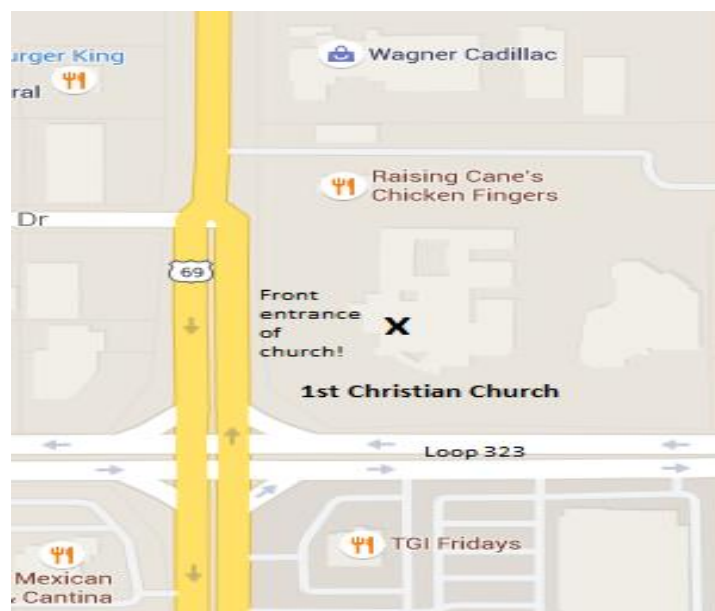 urger King
ral
Wagner Cadillac
Raising Cane's
Chicken Fingers
Dr
69
Front
entrance
of
church!
X
1st Christian Church
Loop 323
TGI Fridays
Mexican
& Cantina